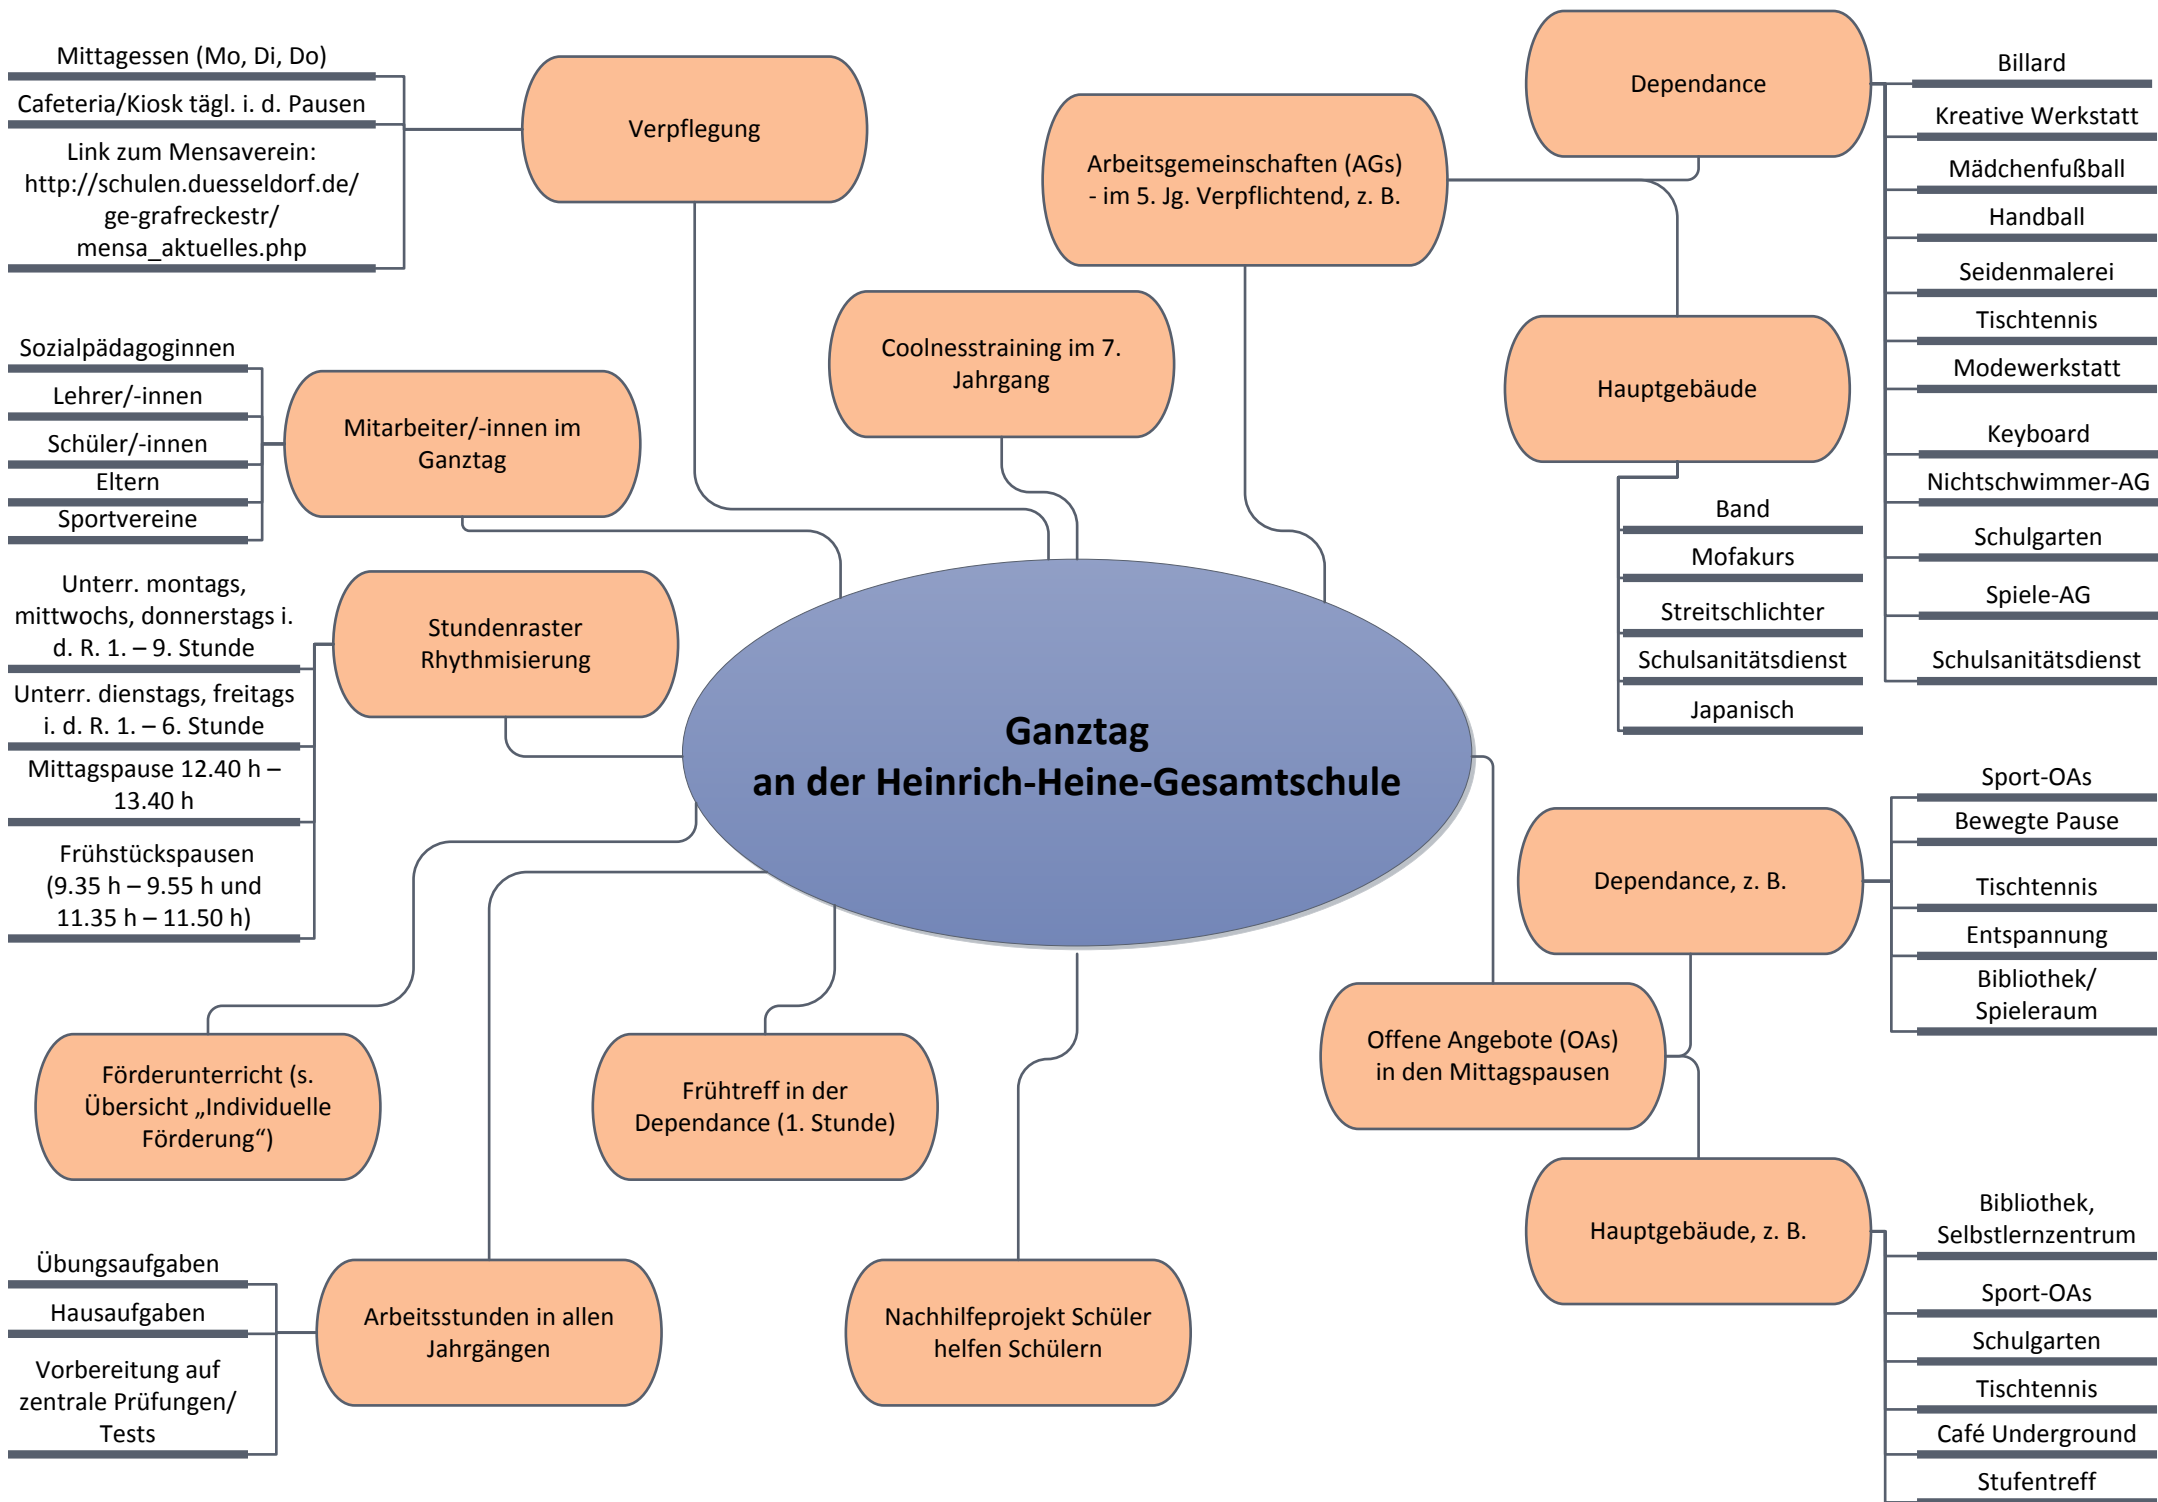 Mittagessen (Mo, Di, Do)
Cafeteria/Kiosk tägl. i. d. Pausen
Link zum Mensaverein:
http://schulen.duesseldorf.de/
ge-grafreckestr/
mensa_aktuelles.php
Verpflegung
Arbeitsgemeinschaften (AGs)
- im 5. Jg. Verpflichtend, z. B.
Dependance
Billard
Kreative Werkstatt
Mädchenfußball
Handball
Seidenmalerei
Tischtennis
Modewerkstatt
Keyboard
Nichtschwimmer-AG
Schulgarten
Spiele-AG
Schulsanitätsdienst
Hauptgebäude
Band
Mofakurs
Streitschlichter
Schulsanitätsdienst
Japanisch
Coolnesstraining im 7.
Jahrgang
Sozialpädagoginnen
Lehrer/-innen
Schüler/-innen
Eltern
Sportvereine
Mitarbeiter/-innen im
Ganztag
Unterr. montags,
mittwochs, donnerstags i.
d. R. 1. – 9. Stunde
Unterr. dienstags, freitags
i. d. R. 1. – 6. Stunde
Mittagspause 12.40 h –
13.40 h
Frühstückspausen
(9.35 h – 9.55 h und
11.35 h – 11.50 h)
Stundenraster
Rhythmisierung
Ganztag
an der Heinrich-Heine-Gesamtschule
Förderunterricht (s.
Übersicht „Individuelle
Förderung“)
Frühtreff in der
Dependance (1. Stunde)
Offene Angebote (OAs)
in den Mittagspausen
Dependance, z. B.
Sport-OAs
Bewegte Pause
Tischtennis
Entspannung
Bibliothek/
Spieleraum
Hauptgebäude, z. B.
Bibliothek,
Selbstlernzentrum
Sport-OAs
Schulgarten
Tischtennis
Café Underground
Stufentreff
Übungsaufgaben
Hausaufgaben
Vorbereitung auf
zentrale Prüfungen/
Tests
Arbeitsstunden in allen
Jahrgängen
Nachhilfeprojekt Schüler
helfen Schülern